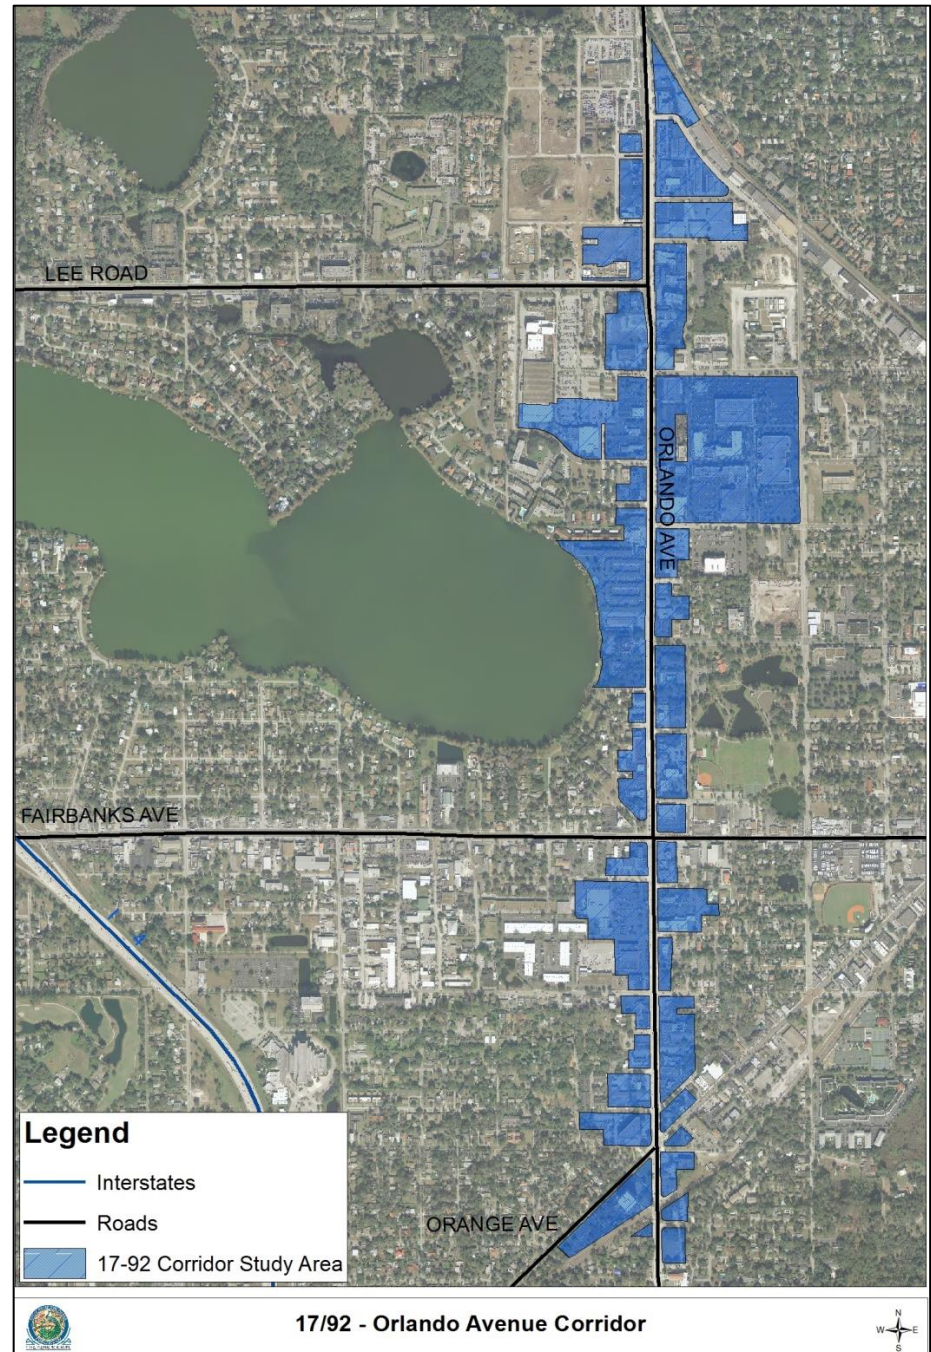 LEE ROAD
ORLANDO AVE
FAIRBANKS AVE
ORANGE AVE
Legend
Interstates
Roads
17-92 Corridor Study Area
17/92 - Orlando Avenue Corridor
N
W E
S